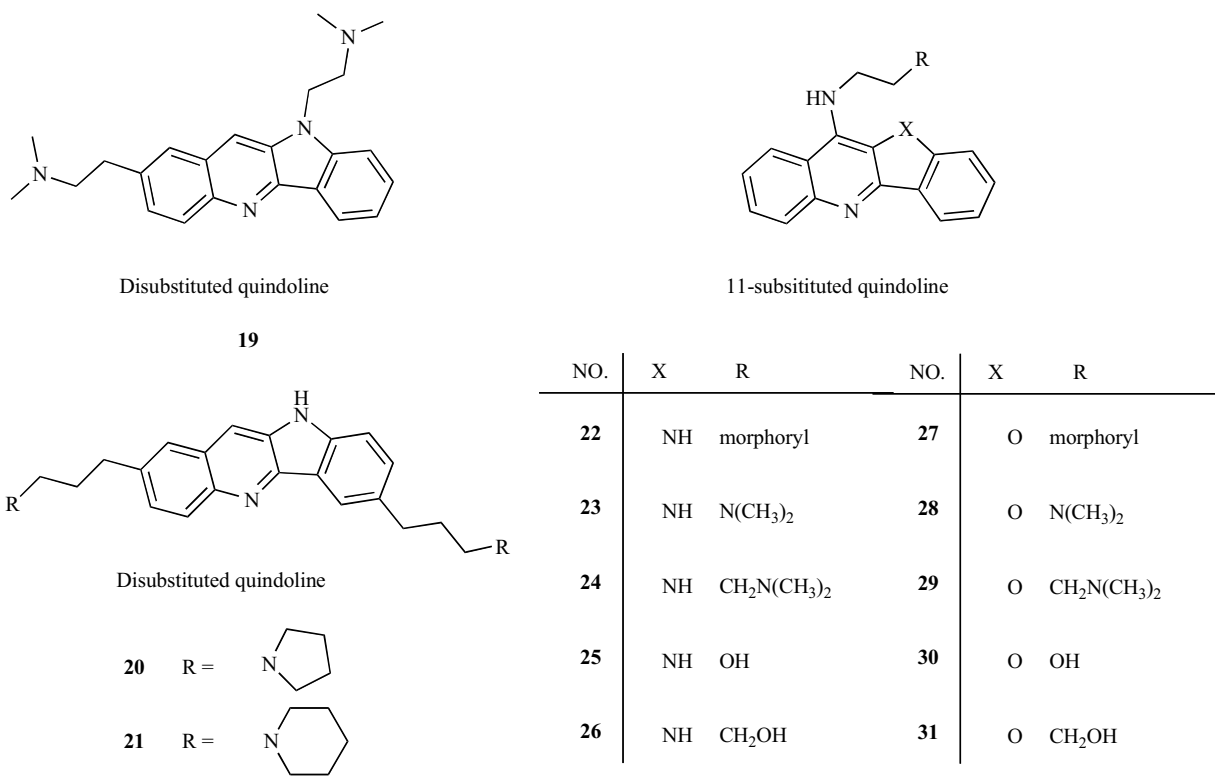 N
N
N
N
Disubstituted quindoline
19
R
HN
X
N
11-subsitituted quindoline
H
N
N
R
R
Disubstituted quindoline
20 R = N
21 R = N
NO. X R NO. X R
22 NH morphoryl 27 O morphoryl
23 NH N(CH3)2 28 O N(CH3)2
24 NH CH2N(CH3)2 29 O CH2N(CH3)2
25 NH OH 30 O OH
26 NH CH2OH 31 O CH2OH